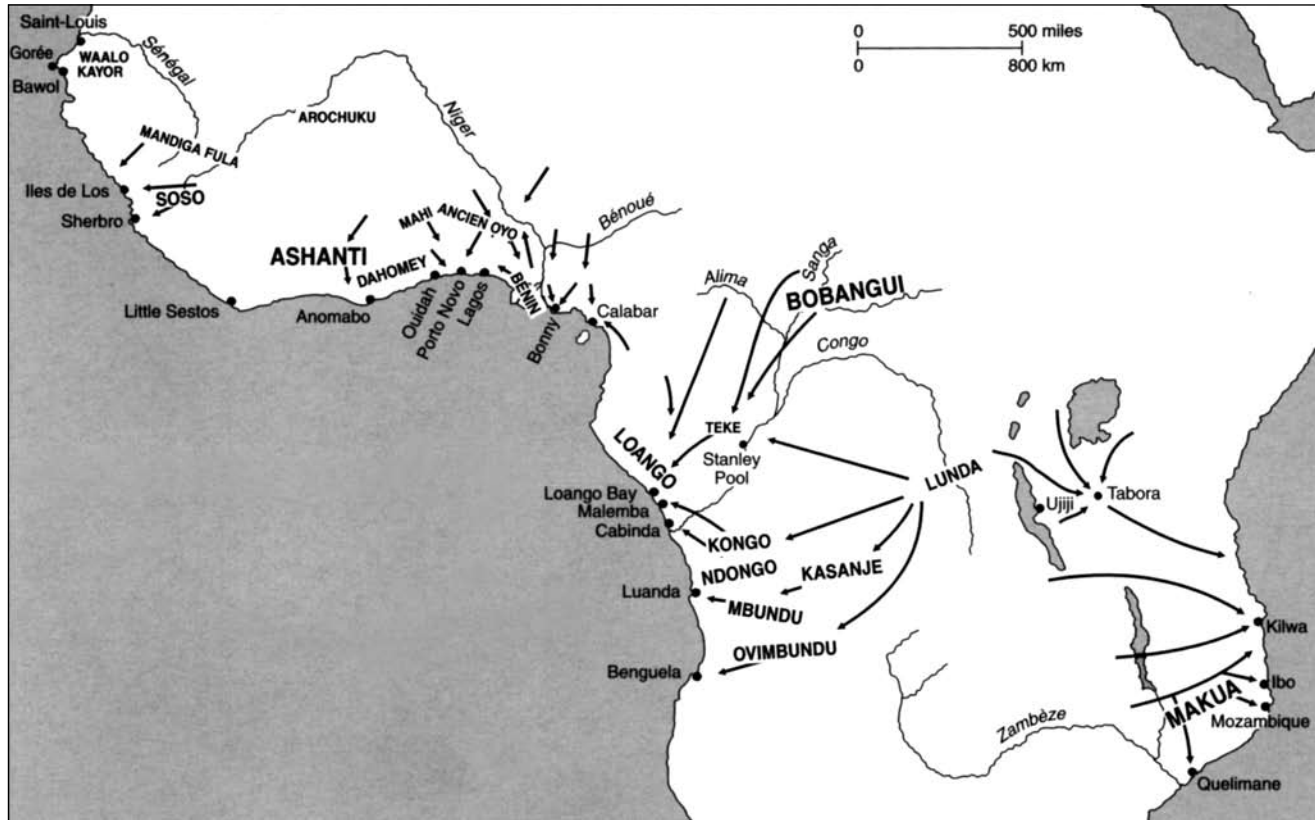 Saint-Louis
Gorée
Bawol
WAALO
KAYOR
Sénégal
0 500 miles
0 800 km
AROCHUKU
Niger
MANDIGA FULA
Iles de Los
SOSO
Sherbro
MAHI
ANCIEN OYO
Bénoué
ASHANTI
DAHOMEY
BÉNIN
Little Sestos
Anomabo
Ouidah
Porto Novo
Lagos
Bonny
Calabar
Alima
Sanga
BOBANGUI
Congo
LOANGO
TEKE
Stanley
Pool
LUNDA
Ujiji
Tabora
Loango Bay
Malemba
Cabinda
KONGO
NDONGO
KASANJE
Luanda
MBUNDU
OVIMBUNDU
Benguela
Kilwa
Ibo
MAKUA
Mozambique
Zambèze
Quelimane